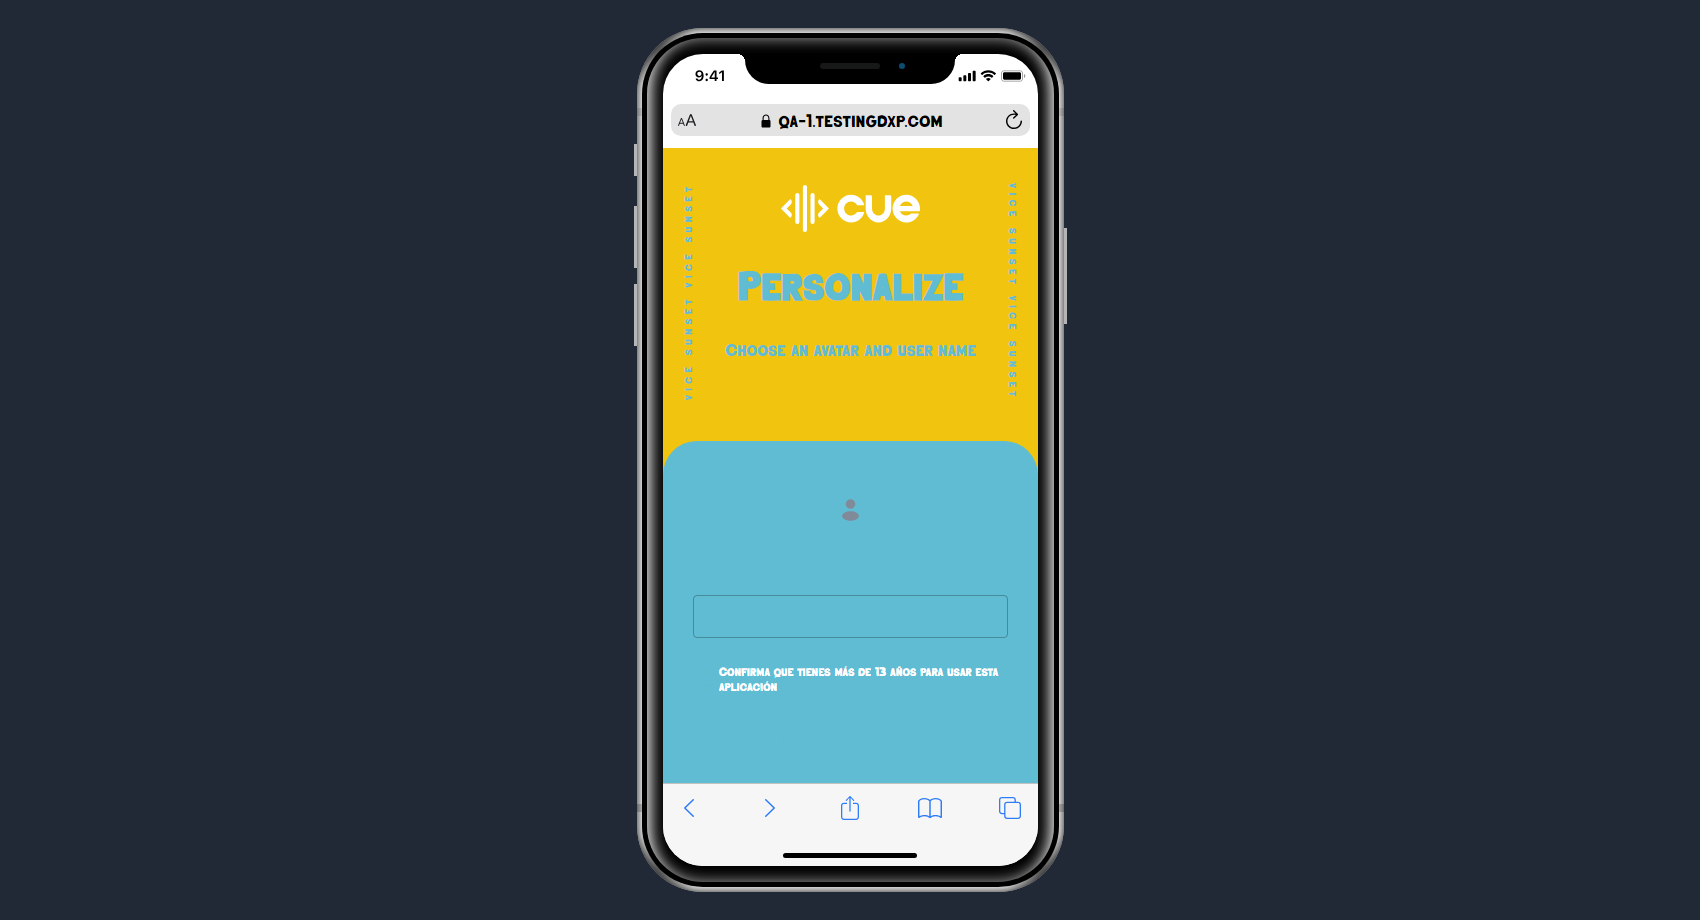 9:41
AA
QA-1.TESTINGDXP.COM
cue
VICE SUNSET VICE SUNSET
VICE SUNSET VICE SUNSET
PERSONALIZE
CHOOSE AN AVATAR AND USER NAME
CONFIRMA QUE TIENES MÁS DE 13 AÑOS PARA USAR ESTA
APLICACIÓN